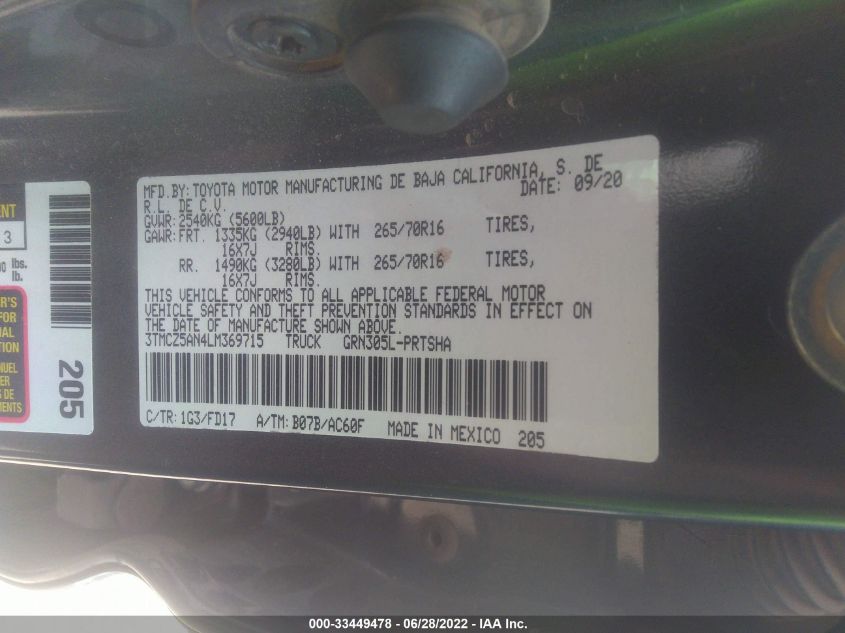 MFD. BY: TOYOTA MOTOR MANUFACTURING DE BAJA CALIFORNIA, S. DE
R.L. DE C.V. DATE: 09/20
GVWR: 2540KG (5600LB)
GAWR: FRT. 1335KG (2940LB) WITH 265/70R16 TIRES,
16X7J RIMS.
RR. 1490KG (3280LB) WITH 265/70R16 TIRES,
16X7J RIMS.
THIS VEHICLE CONFORMS TO ALL APPLICABLE FEDERAL MOTOR
VEHICLE SAFETY AND THEFT PREVENTION STANDARDS IN EFFECT ON
THE DATE OF MANUFACTURE SHOWN ABOVE.
3TMCZ5AN4LM369715 TRUCK GRN305L-PRTSHA
C/TR: 1G3/FD17 A/TM: B07B/AC60F MADE IN MEXICO 205
3
lbs.
lb.
FOR
205
000-33449478 - 06/28/2022 - IAA Inc.